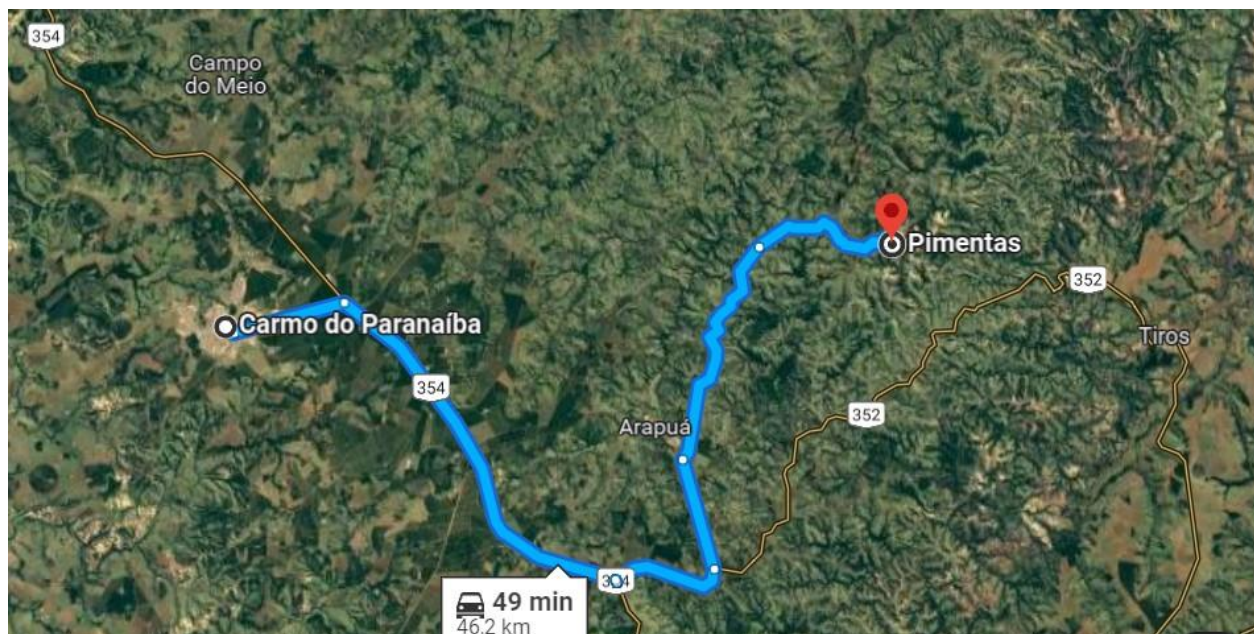 354
Campo
do Meio
Pimentas
352
Carmo do Paranaíba
Tiros
354
352
Arapuá
49 min
46,2 km